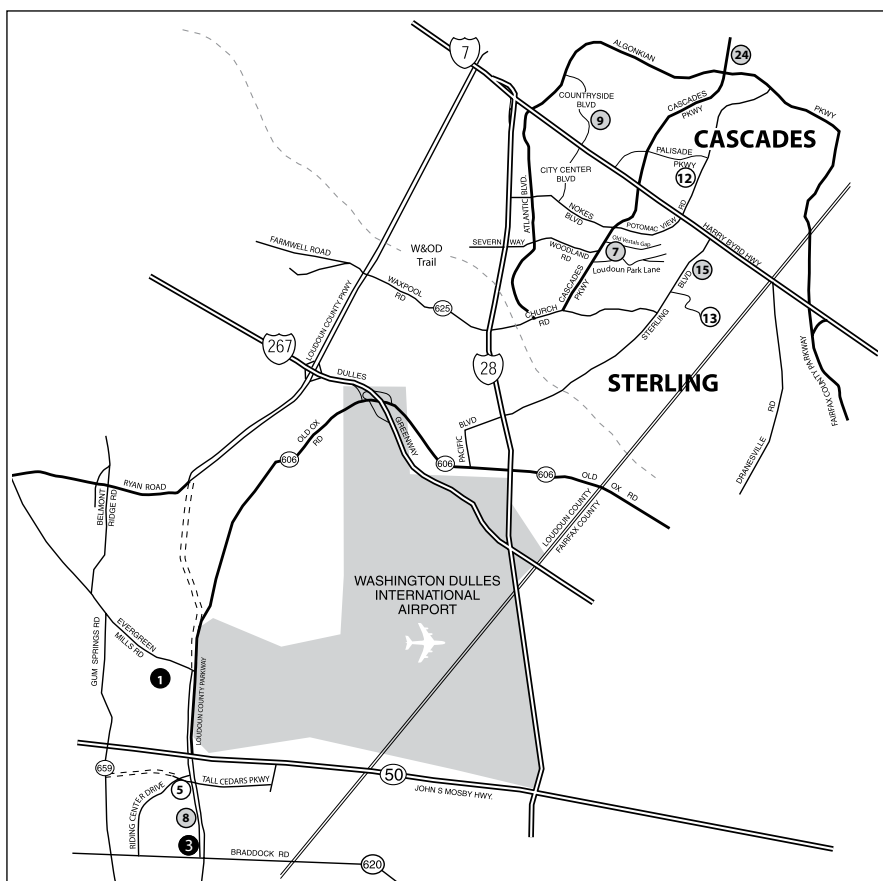 ALGONKIAN
24
7
COUNTRYSIDE
BLVD
CASCADES
PKWY
PKWY
9
CASCADES
PALISADE
PKWY
CITY CENTER
BLVD
12
ATLANTIC BLVD.
NOKES
BLVD
POTOMAC VIEW RD
HARRY BYRD HWY
FARMWELL ROAD
W&OD
Trail
SEVERN WAY
WOODLAND
RD
Old Vestals Gap
7
Loudoun Park Lane
15
BLVD
WAXPOOL
RD
625
CASCADES
PKWY
CHURCH
RD
STERLING
13
LOUDOUN COUNTY PKWY
267
28
DULLES
GREENWAY
STERLING
FAIRFAX COUNTY PARKWAY
DRANESVILLE RD
OLD OX
RD
606
PACIFIC BLVD
606
606
OLD
OX RD
RYAN ROAD
BELMONT
RIDGE RD
LOUDOUN COUNTY
FAIRFAX COUNTY
WASHINGTON DULLES
INTERNATIONAL
AIRPORT
EVERGREEN
MILLS RD
GUM SPRINGS RD
1
LOUDOUN COUNTY PARKWAY
659
50
JOHN S MOSBY HWY.
TALL CEDARS PKWY
5
RIDING CENTER DRIVE
8
3
BRADDOCK RD
620